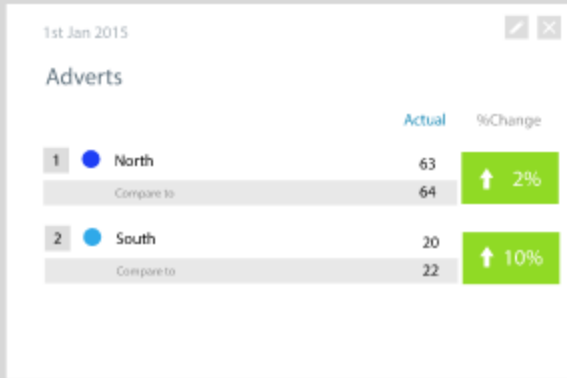 1st Jan 2015
Adverts
Actual %Change
1 North 63
Compare to 64
2%
2 South 20
Compare to 22
10%